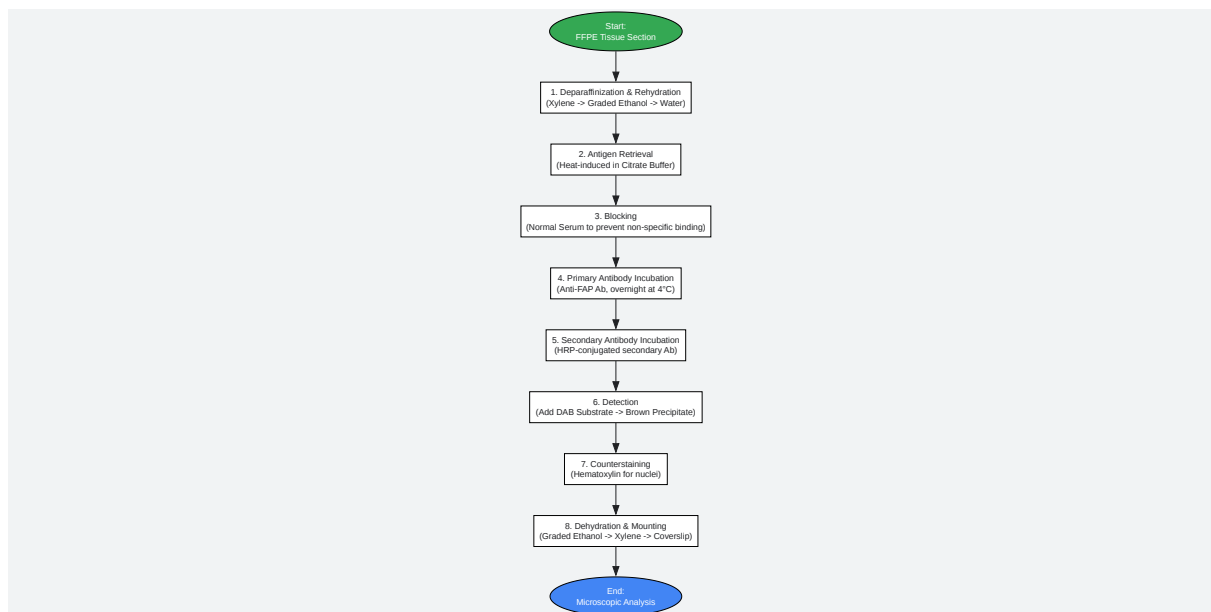 Start:
FFPE Tissue Section
1. Deparaffinization & Rehydration
(Xylene -> Graded Ethanol -> Water)
2. Antigen Retrieval
(Heat-induced in Citrate Buffer)
3. Blocking
(Normal Serum to prevent non-specific binding)
4. Primary Antibody Incubation
(Anti-FAP Ab, overnight at 4°C)
5. Secondary Antibody Incubation
(HRP-conjugated secondary Ab)
6. Detection
(Add DAB Substrate -> Brown Precipitate)
7. Counterstaining
(Hematoxylin for nuclei)
8. Dehydration & Mounting
(Graded Ethanol -> Xylene -> Coverslip)
End:
Microscopic Analysis